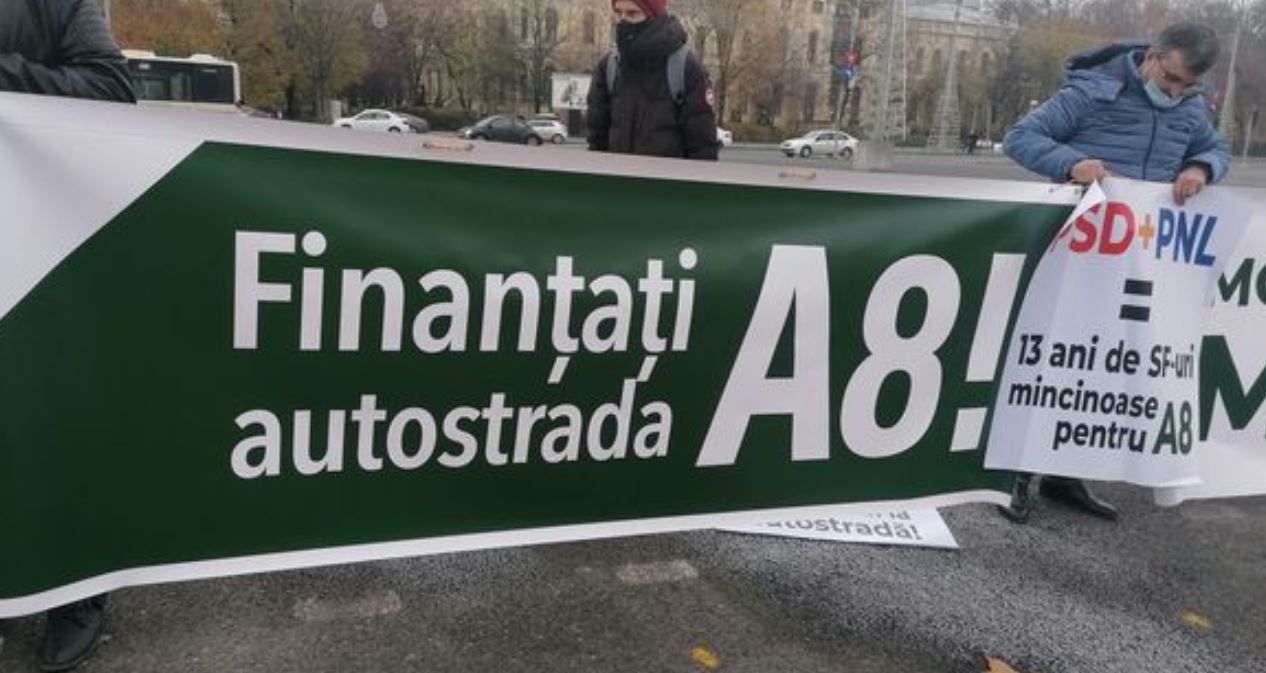 Finanțați
autostrada
A8!
PSD+PNL
=
13 ani de SF-uri
mincinoase
pentru A8
autostradă!